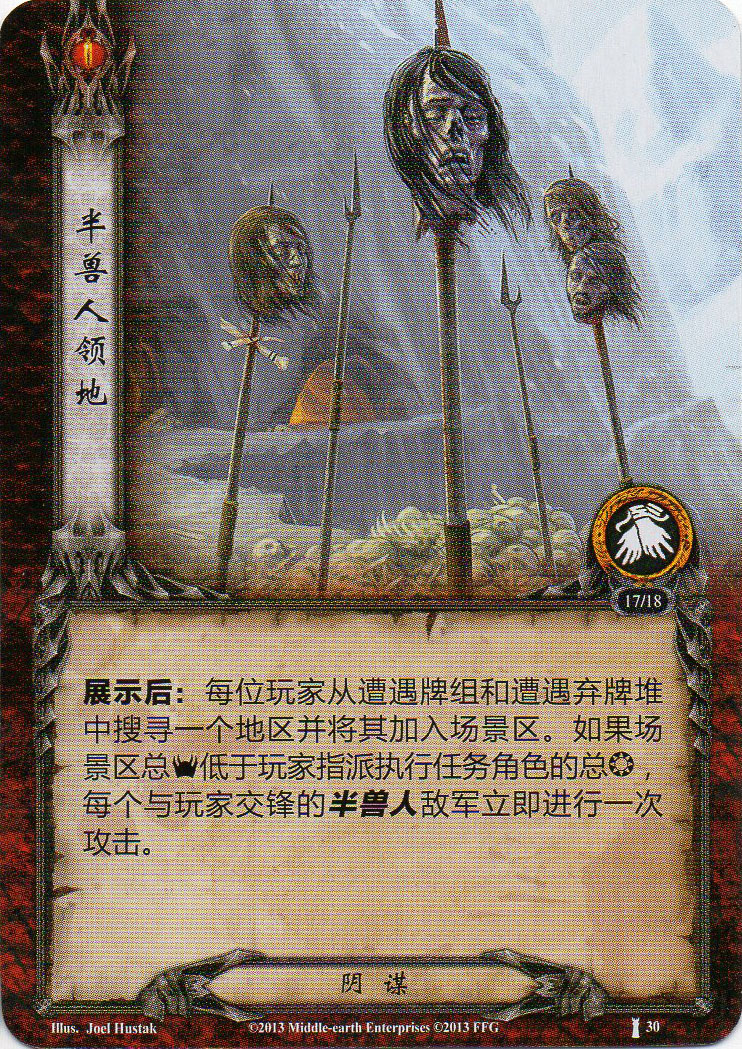 半兽人领地
17/18
展示后：每位玩家从遭遇牌组和遭遇弃牌堆
中搜寻一个地区并将其加入场景区。如果场
景区总低于玩家指派执行任务角色的总，
每个与玩家交锋的半兽人敌军立即进行一次
攻击。
阴谋
Illus. Joel Hustak
©2013 Middle-earth Enterprises ©2013 FFG
30